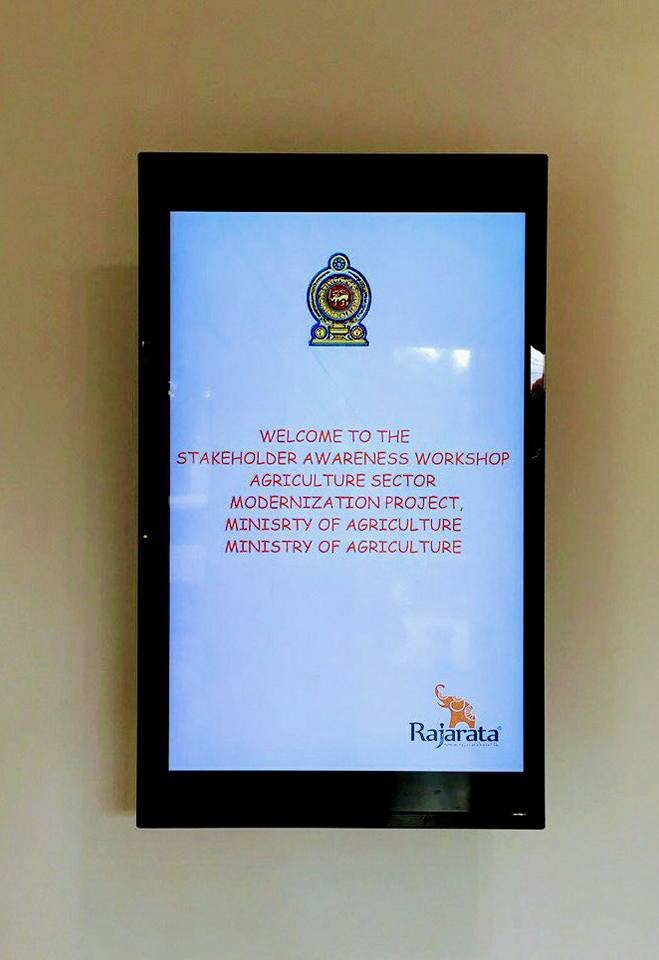 WELCOME TO THE
STAKEHOLDER AWARENESS WORKSHOP
AGRICULTURE SECTOR
MODERNIZATION PROJECT,
MINISRTY OF AGRICULTURE
MINISTRY OF AGRICULTURE
Rajarata